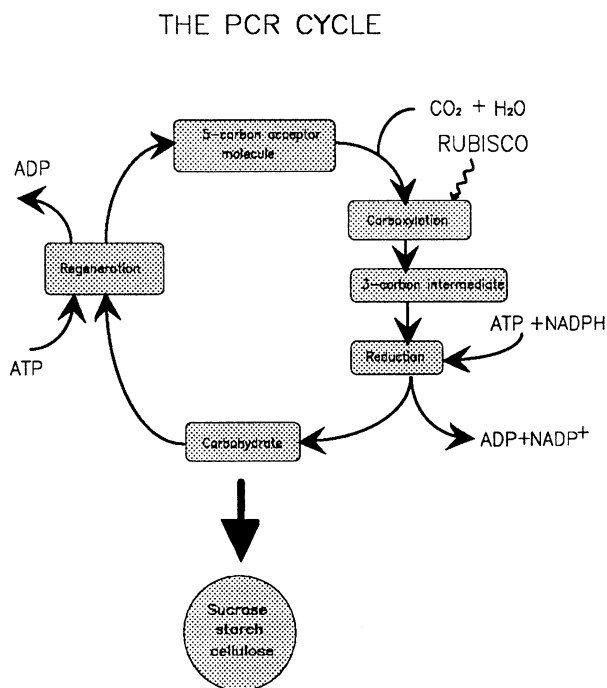 THE PCR CYCLE
5-carbon acceptor
molecule
CO₂ + H₂O
RUBISCO
Carboxylation
3-carbon intermediate
ATP +NADPH
Reduction
ADP+NADP⁺
Carbohydrate
Regeneration
ADP
ATP
Sucrose
starch
cellulose